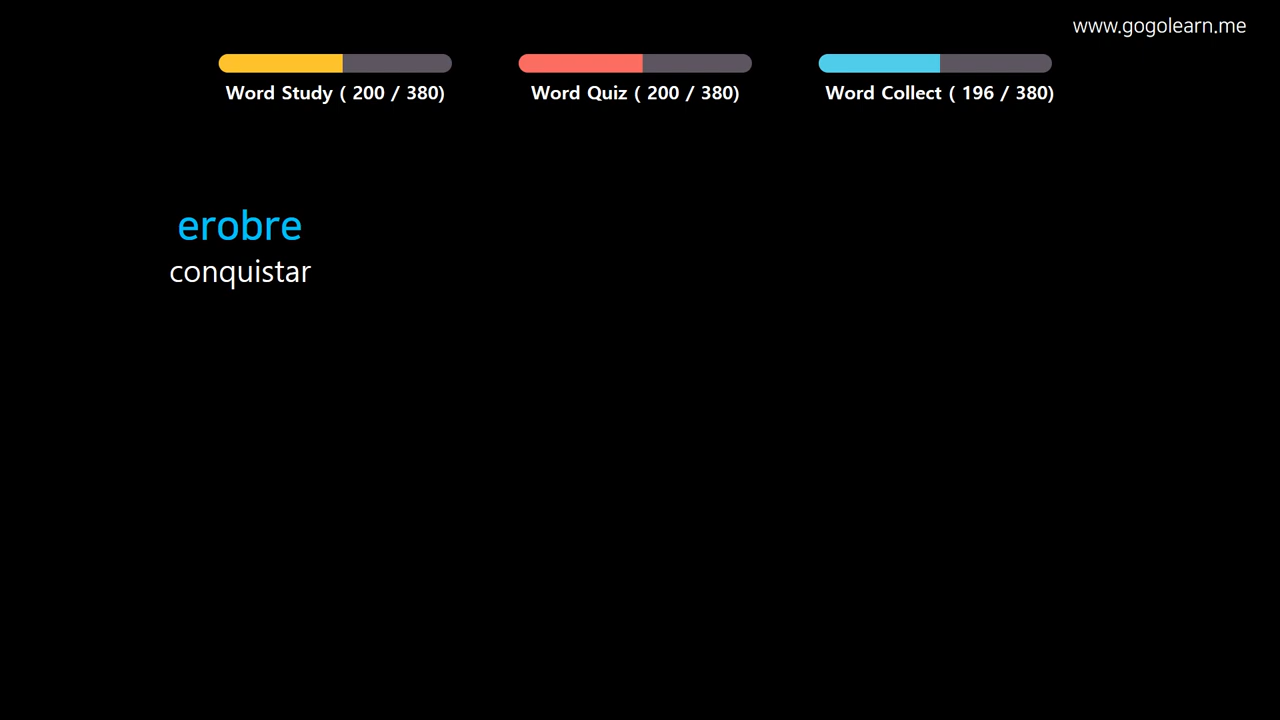 www.gogolearn.me
Word Study ( 200 / 380)
Word Quiz ( 200 / 380)
Word Collect ( 196 / 380)
erobre
conquistar